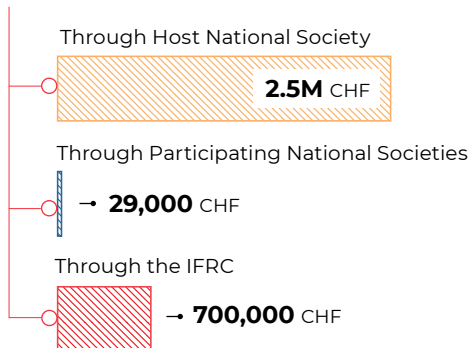 Through Host National Society
2.5M CHF
Through Participating National Societies
29,000 CHF
Through the IFRC
700,000 CHF